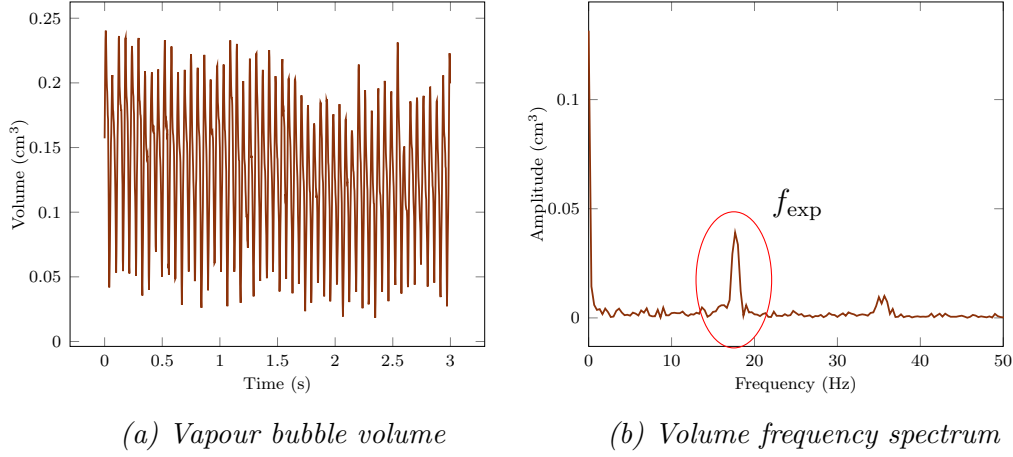 0.25
0.2
0.15
0.1
0.05
0
Volume (cm³)
0 0.5 1 1.5 2 2.5 3
Time (s)
(a) Vapour bubble volume
0.1
0.05
0
Amplitude (cm³)
f_exp
0 10 20 30 40 50
Frequency (Hz)
(b) Volume frequency spectrum